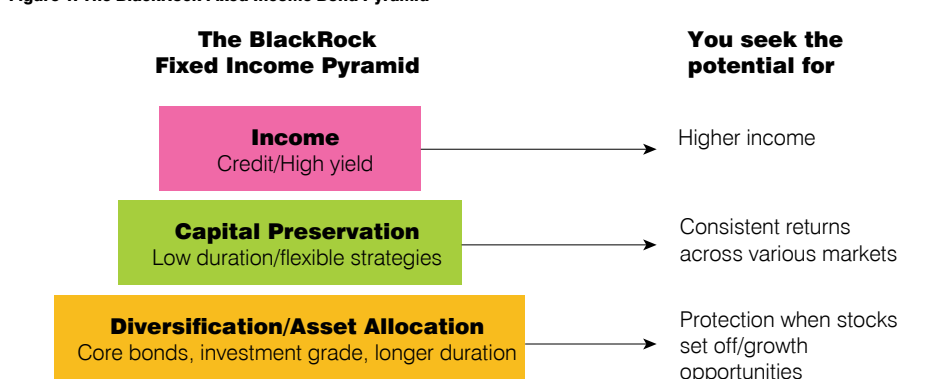 The BlackRock
Fixed Income Pyramid
You seek the
potential for
Income
Credit/High yield
Higher income
Capital Preservation
Low duration/flexible strategies
Consistent returns
across various markets
Diversification/Asset Allocation
Core bonds, investment grade, longer duration
Protection when stocks
set off/growth
opportunities